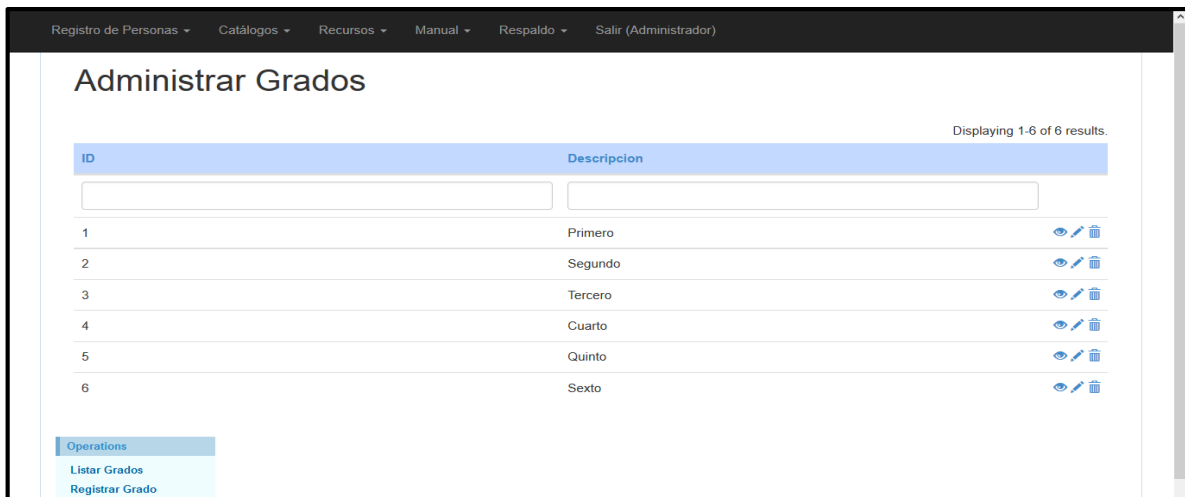 Registro de Personas Catálogos Recursos Manual Respaldo Salir (Administrador)
Administrar Grados
Displaying 1-6 of 6 results.
ID Descripcion
1 Primero
2 Segundo
3 Tercero
4 Cuarto
5 Quinto
6 Sexto
Operations
Listar Grados
Registrar Grado